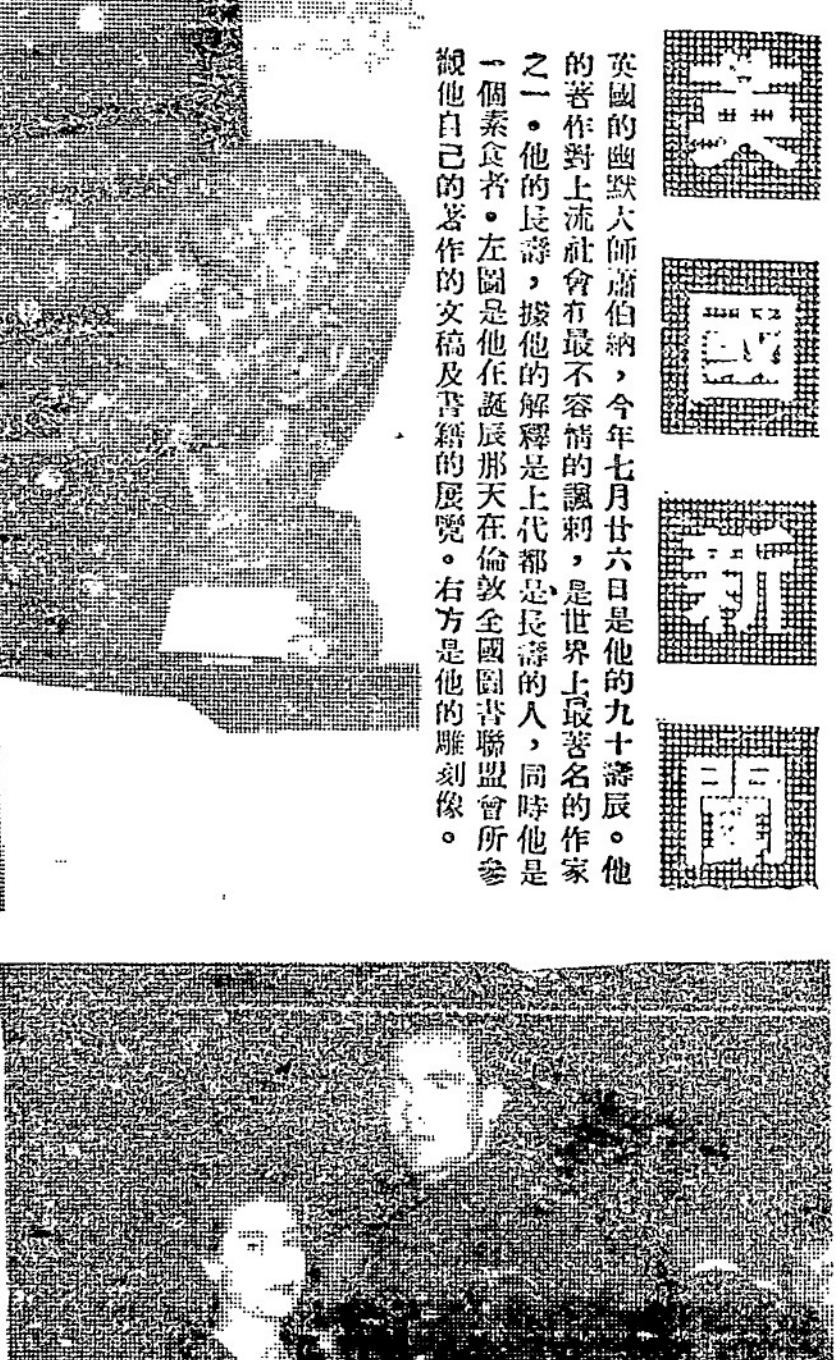 英國新聞
英國的幽默大師蕭伯納，今年七月廿六日是他的九十壽辰。他
的著作對上流社會有最不容情的諷刺，是世界上最著名的作家
之一。他的長壽，據他的解釋是上代都是長壽的人，同時他是
一個素食者。左圖是他在誕辰那天在倫敦全國圖書聯盟會所參
觀他自己的著作的文稿及書籍的展覽。右方是他的雕刻像。